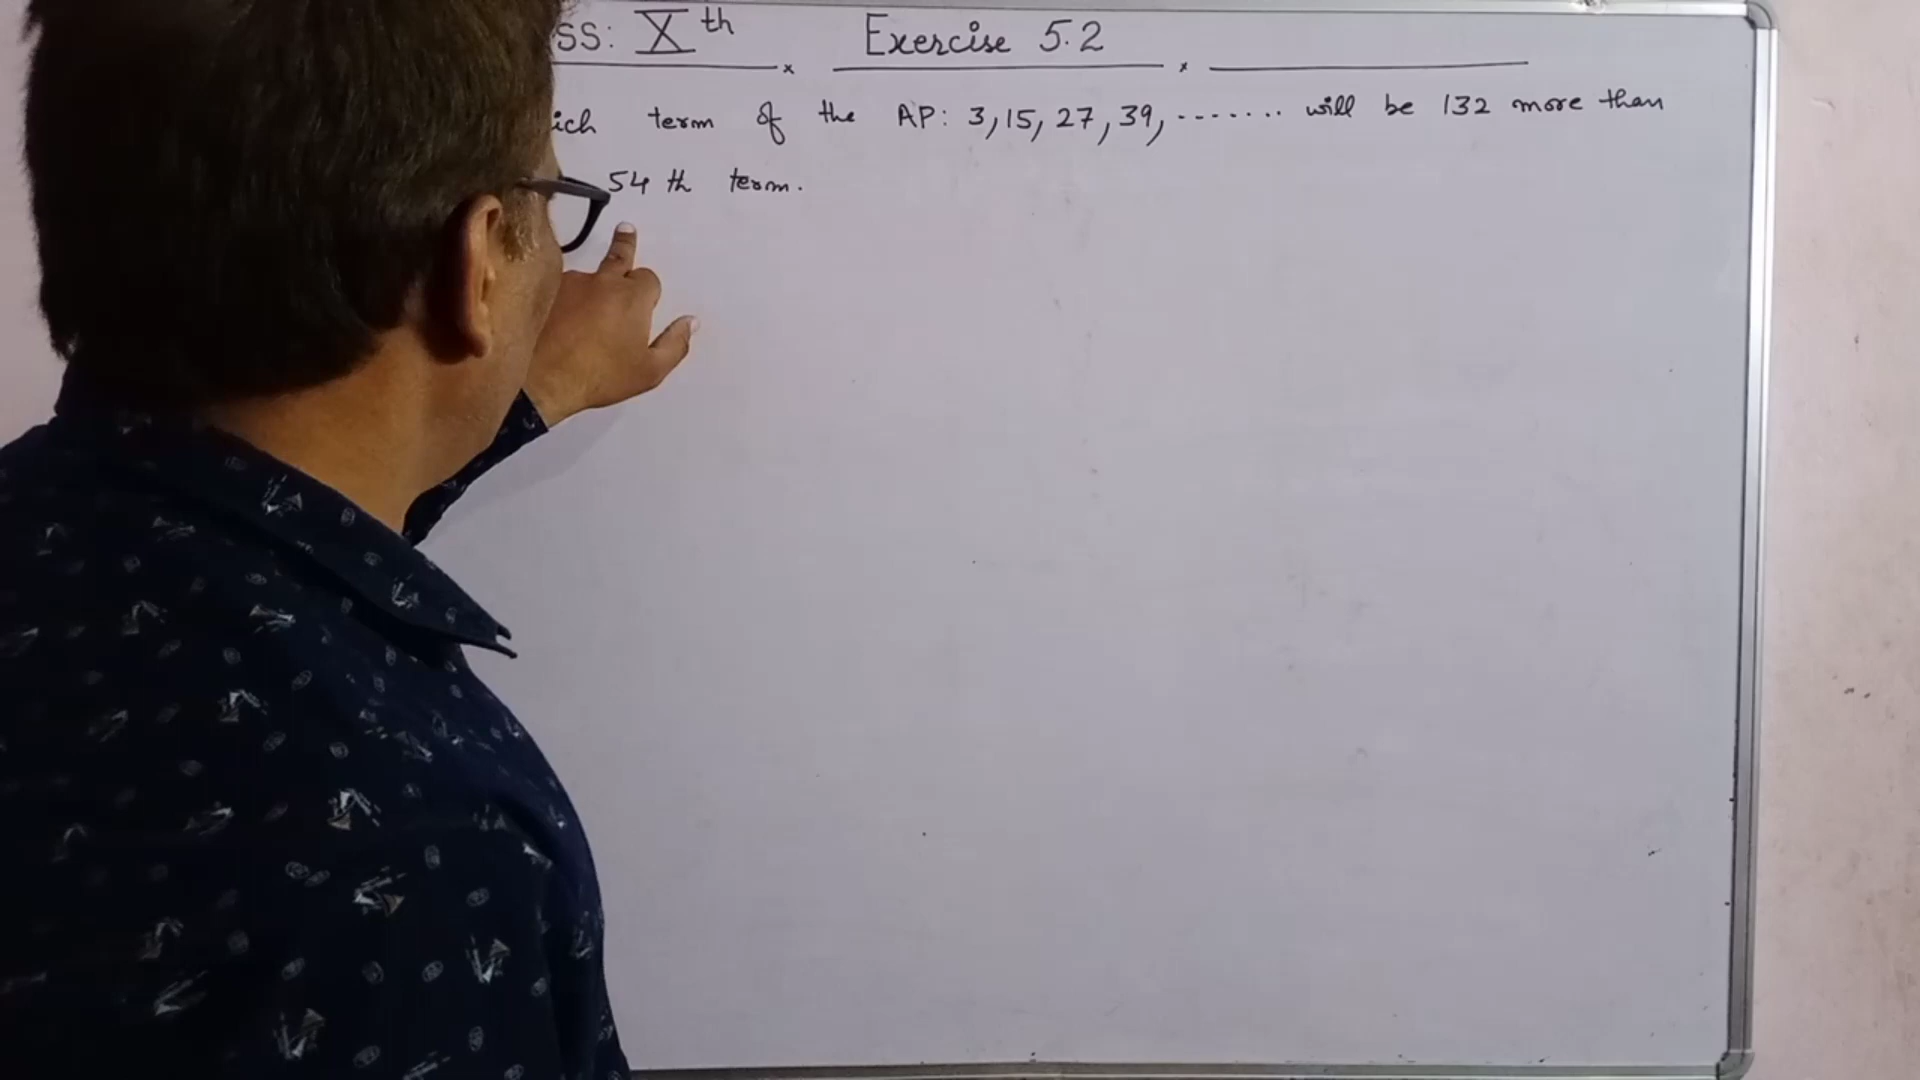 SS: Xth Exercise 5.2
ich term of the AP: 3, 15, 27, 39, ....... will be 132 more than
54 th term.